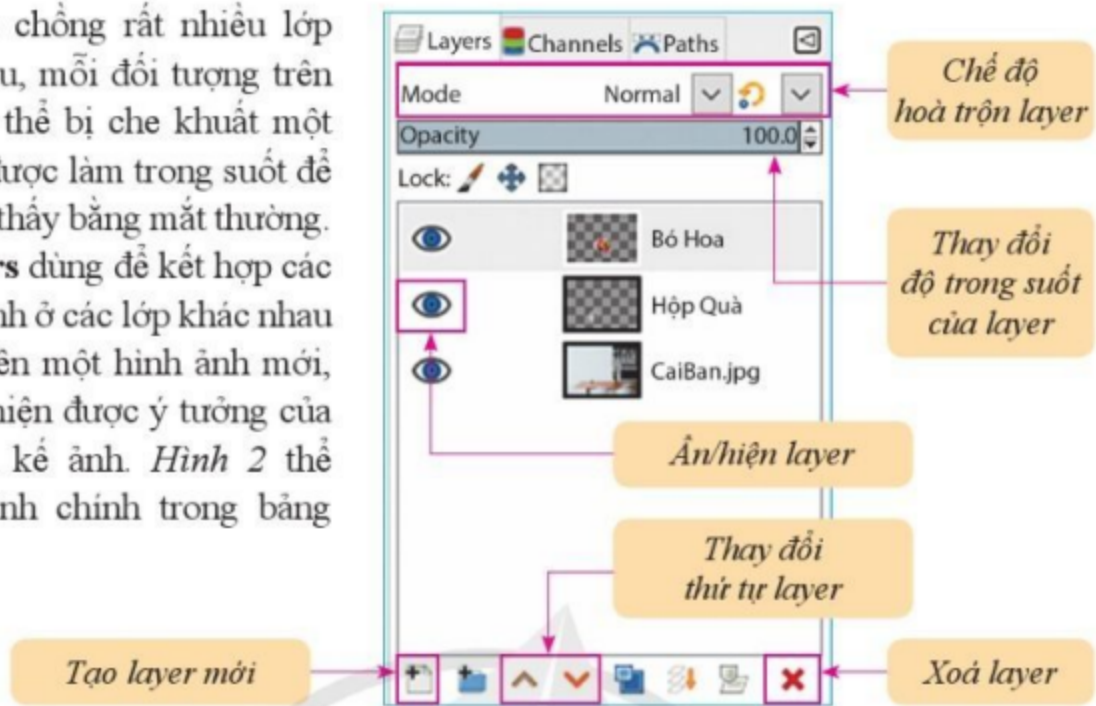 chồng rất nhiều lớp
u, mỗi đối tượng trên
thể bị che khuất một
được làm trong suốt để
thấy bằng mắt thường.
rs dùng để kết hợp các
nh ở các lớp khác nhau
ên một hình ảnh mới,
hiện được ý tưởng của
kế ảnh. Hình 2 thể
nh chính trong bảng
Layers Channels Paths
Mode Normal
Opacity 100.0
Lock:
Bó Hoa
Hộp Quà
CaiBan.jpg
Chế độ
hoà trộn layer
Thay đổi
độ trong suốt
của layer
Ẩn/hiện layer
Thay đổi
thứ tự layer
Tạo layer mới
Xoá layer